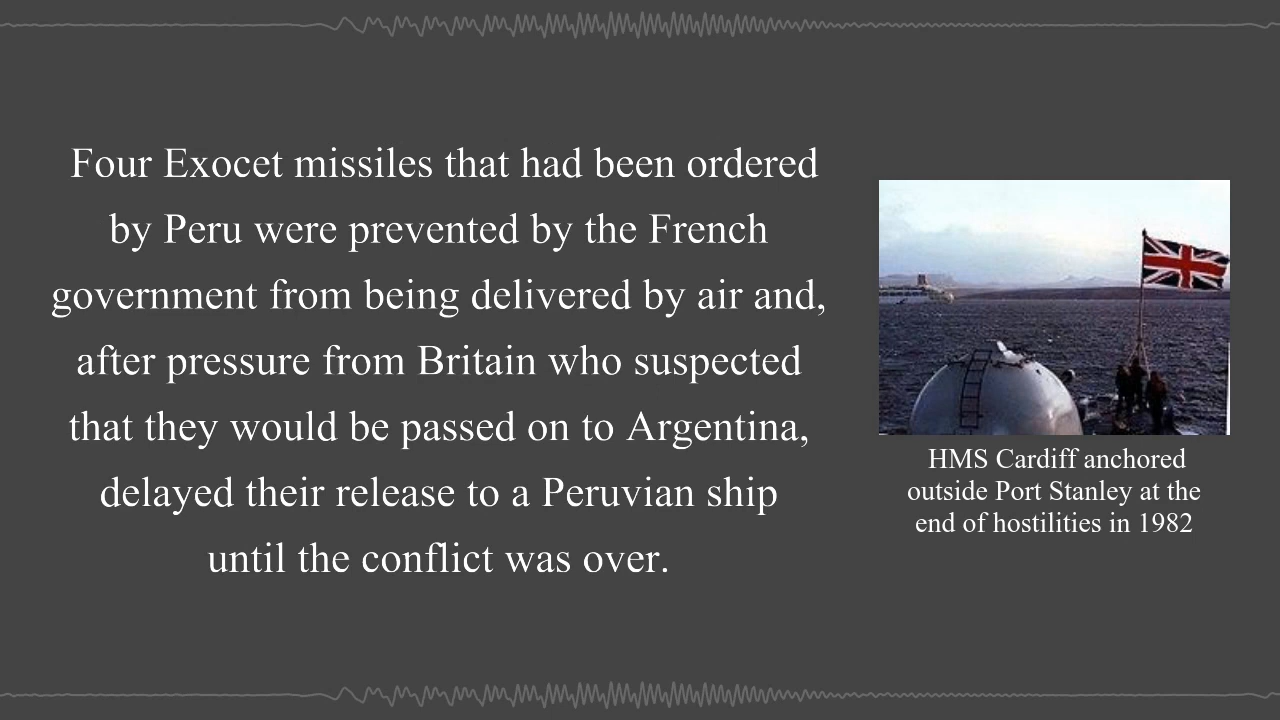 Four Exocet missiles that had been ordered
by Peru were prevented by the French
government from being delivered by air and,
after pressure from Britain who suspected
that they would be passed on to Argentina,
delayed their release to a Peruvian ship
until the conflict was over.
HMS Cardiff anchored
outside Port Stanley at the
end of hostilities in 1982